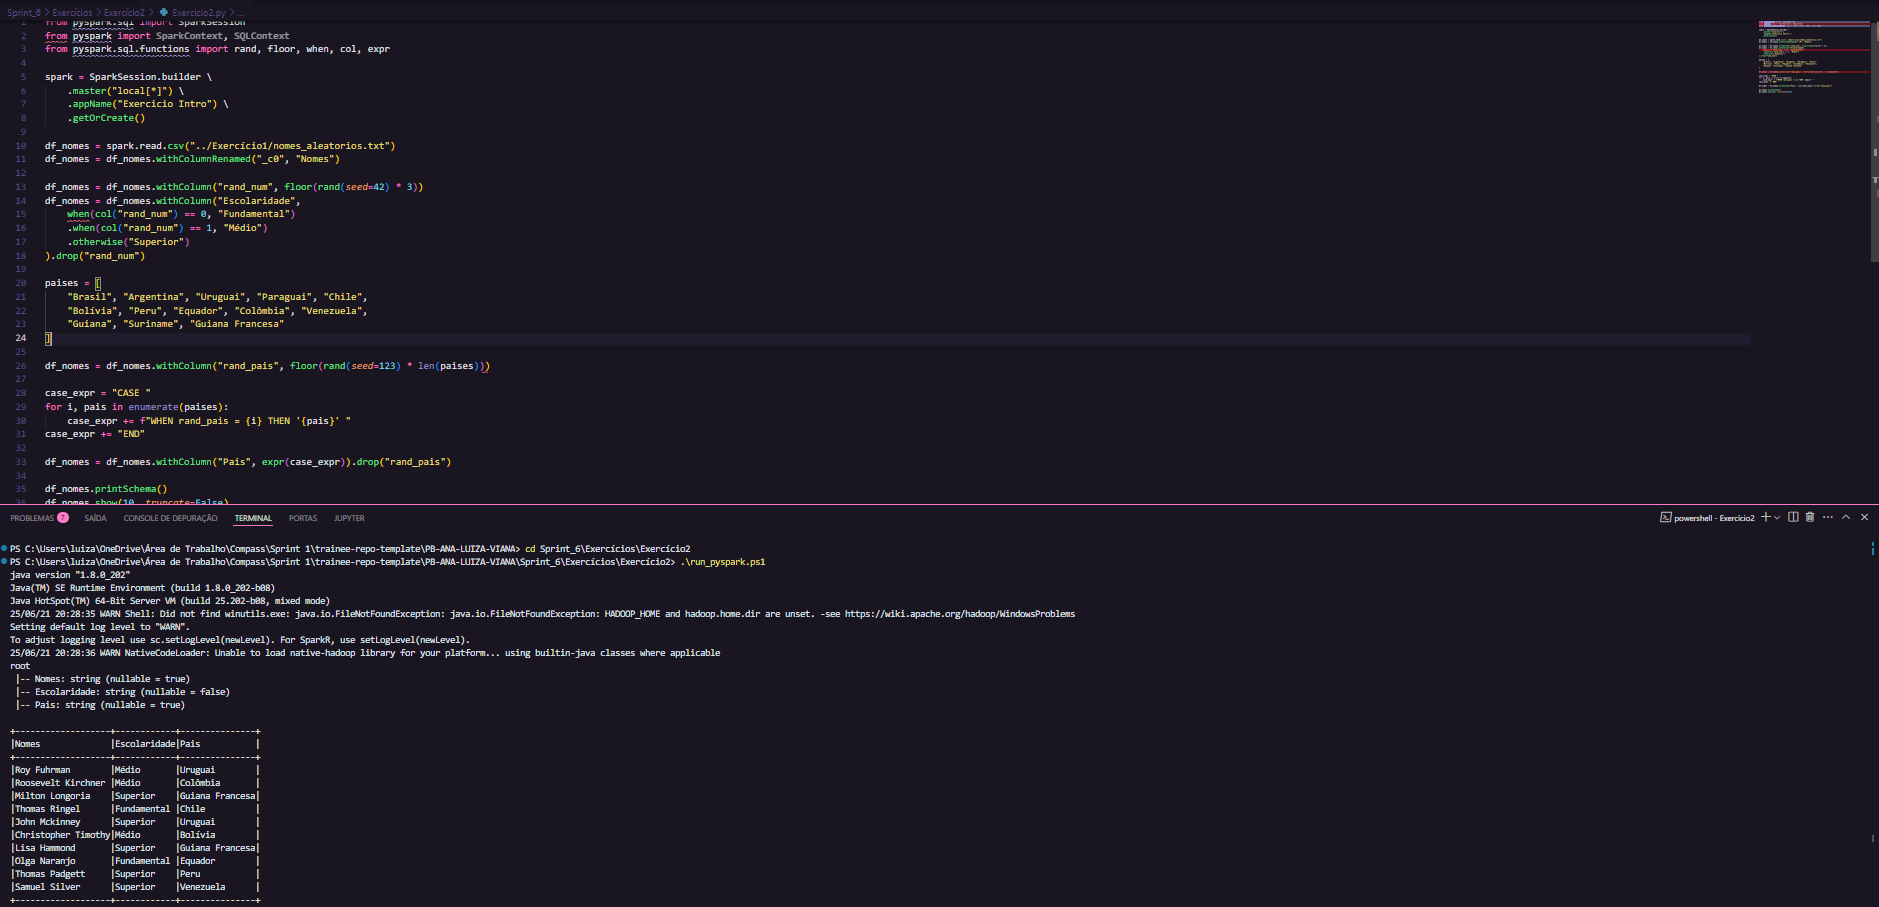 Sprint_6 > Exercícios > Exercício2 > Exercicio2.py > ...
1 from pyspark.sql import SparkSession
2 from pyspark import SparkContext, SQLContext
3 from pyspark.sql.functions import rand, floor, when, col, expr
4
5 spark = SparkSession.builder \
6 .master("local[*]") \
7 .appName("Exercicio Intro") \
8 .getOrCreate()
9
10 df_nomes = spark.read.csv("../Exercício1/nomes_aleatorios.txt")
11 df_nomes = df_nomes.withColumnRenamed("_c0", "Nomes")
12
13 df_nomes = df_nomes.withColumn("rand_num", floor(rand(seed=42) * 3))
14 df_nomes = df_nomes.withColumn("Escolaridade",
15 when(col("rand_num") == 0, "Fundamental")
16 .when(col("rand_num") == 1, "Médio")
17 .otherwise("Superior")
18 ).drop("rand_num")
19
20 paises = [
21 "Brasil", "Argentina", "Uruguai", "Paraguai", "Chile",
22 "Bolívia", "Peru", "Equador", "Colômbia", "Venezuela",
23 "Guiana", "Suriname", "Guiana Francesa"
24 ]
25
26 df_nomes = df_nomes.withColumn("rand_pais", floor(rand(seed=123) * len(paises)))
27
28 case_expr = "CASE "
29 for i, pais in enumerate(paises):
30 case_expr += f"WHEN rand_pais = {i} THEN '{pais}' "
31 case_expr += "END"
32
33 df_nomes = df_nomes.withColumn("Pais", expr(case_expr)).drop("rand_pais")
34
35 df_nomes.printSchema()
36 df_nomes.show(10, truncate=False)
PROBLEMAS 7 SAÍDA CONSOLE DE DEPURAÇÃO TERMINAL PORTAS JUPYTER powershell - Exercício2
PS C:\Users\luiza\OneDrive\Área de Trabalho\Compass\Sprint 1\trainee-repo-template\PB-ANA-LUIZA-VIANA> cd Sprint_6\Exercícios\Exercício2
PS C:\Users\luiza\OneDrive\Área de Trabalho\Compass\Sprint 1\trainee-repo-template\PB-ANA-LUIZA-VIANA\Sprint_6\Exercícios\Exercício2> .\run_pyspark.ps1
java version "1.8.0_202"
Java(TM) SE Runtime Environment (build 1.8.0_202-b08)
Java HotSpot(TM) 64-Bit Server VM (build 25.202-b08, mixed mode)
25/06/21 20:28:35 WARN Shell: Did not find winutils.exe: java.io.FileNotFoundException: java.io.FileNotFoundException: HADOOP_HOME and hadoop.home.dir are unset. -see https://wiki.apache.org/hadoop/WindowsProblems
Setting default log level to "WARN".
To adjust logging level use sc.setLogLevel(newLevel). For SparkR, use setLogLevel(newLevel).
25/06/21 20:28:36 WARN NativeCodeLoader: Unable to load native-hadoop library for your platform... using builtin-java classes where applicable
root
|-- Nomes: string (nullable = true)
|-- Escolaridade: string (nullable = false)
|-- Pais: string (nullable = true)
+-------------------+------------+---------------+
|Nomes |Escolaridade|Pais |
+-------------------+------------+---------------+
|Roy Fuhrman |Médio |Uruguai |
|Roosevelt Kirchner |Médio |Colômbia |
|Milton Longoria |Superior |Guiana Francesa|
|Thomas Ringel |Fundamental |Chile |
|John Mckinney |Superior |Uruguai |
|Christopher Timothy|Médio |Bolívia |
|Lisa Hammond |Superior |Guiana Francesa|
|Olga Naranjo |Fundamental |Equador |
|Thomas Padgett |Superior |Peru |
|Samuel Silver |Superior |Venezuela |
+-------------------+------------+---------------+